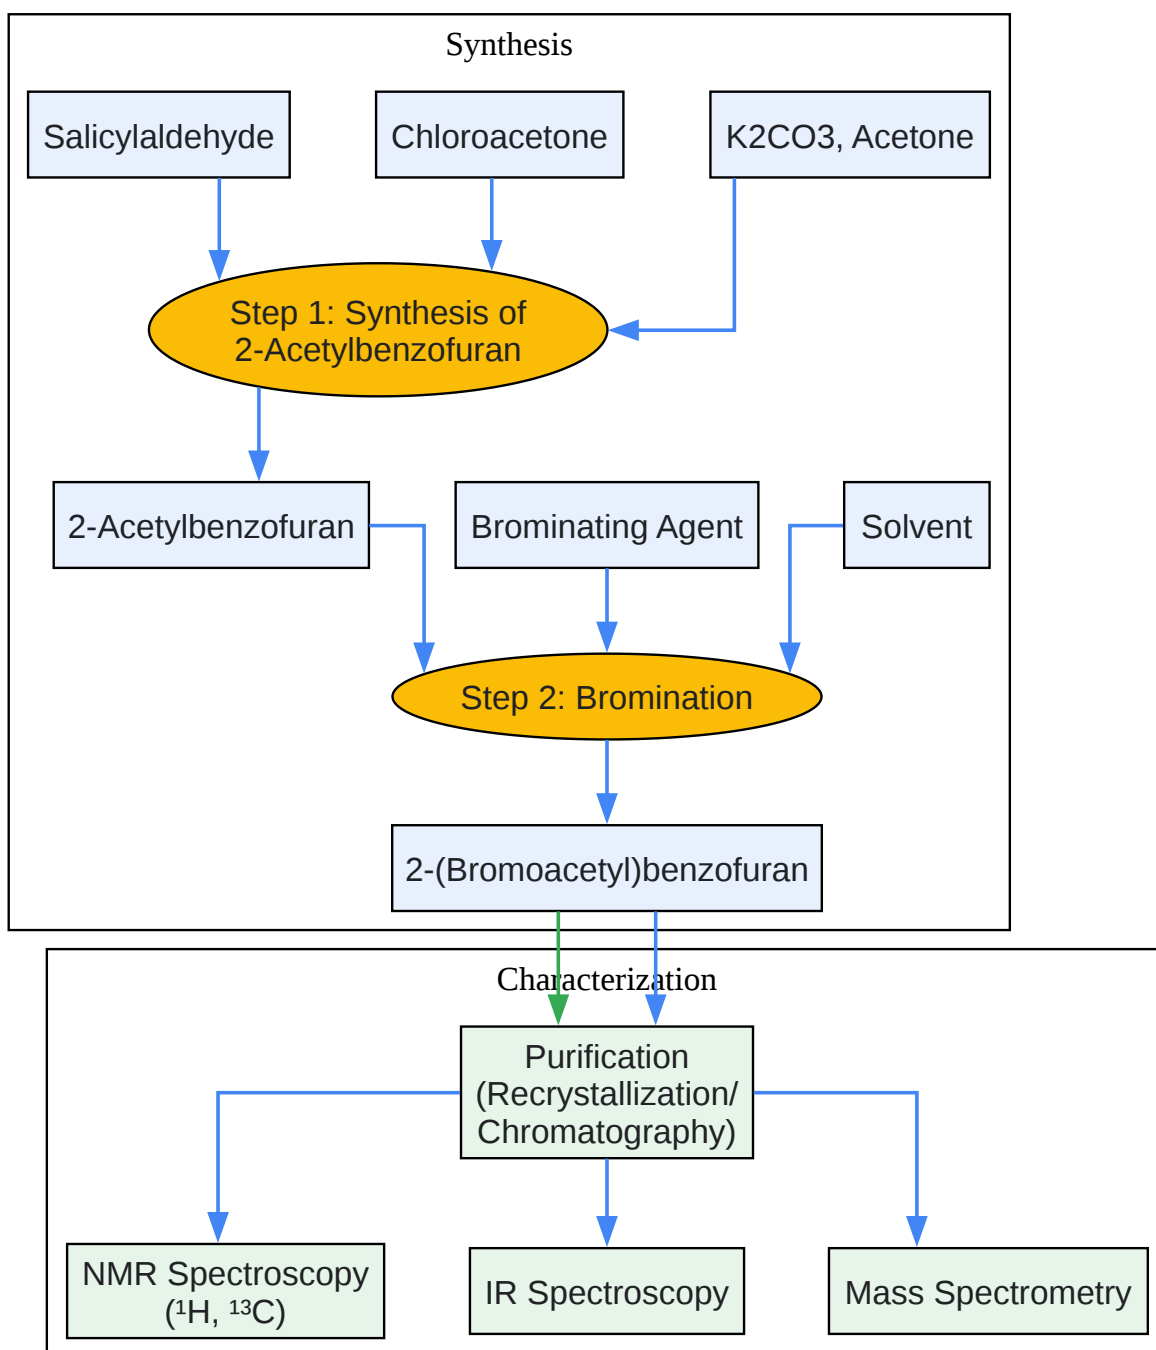 Synthesis
Salicylaldehyde
Chloroacetone
K2CO3, Acetone
Step 1: Synthesis of
2-Acetylbenzofuran
2-Acetylbenzofuran
Brominating Agent
Solvent
Step 2: Bromination
2-(Bromoacetyl)benzofuran
Characterization
Purification
(Recrystallization/
Chromatography)
NMR Spectroscopy
(¹H, ¹³C)
IR Spectroscopy
Mass Spectrometry